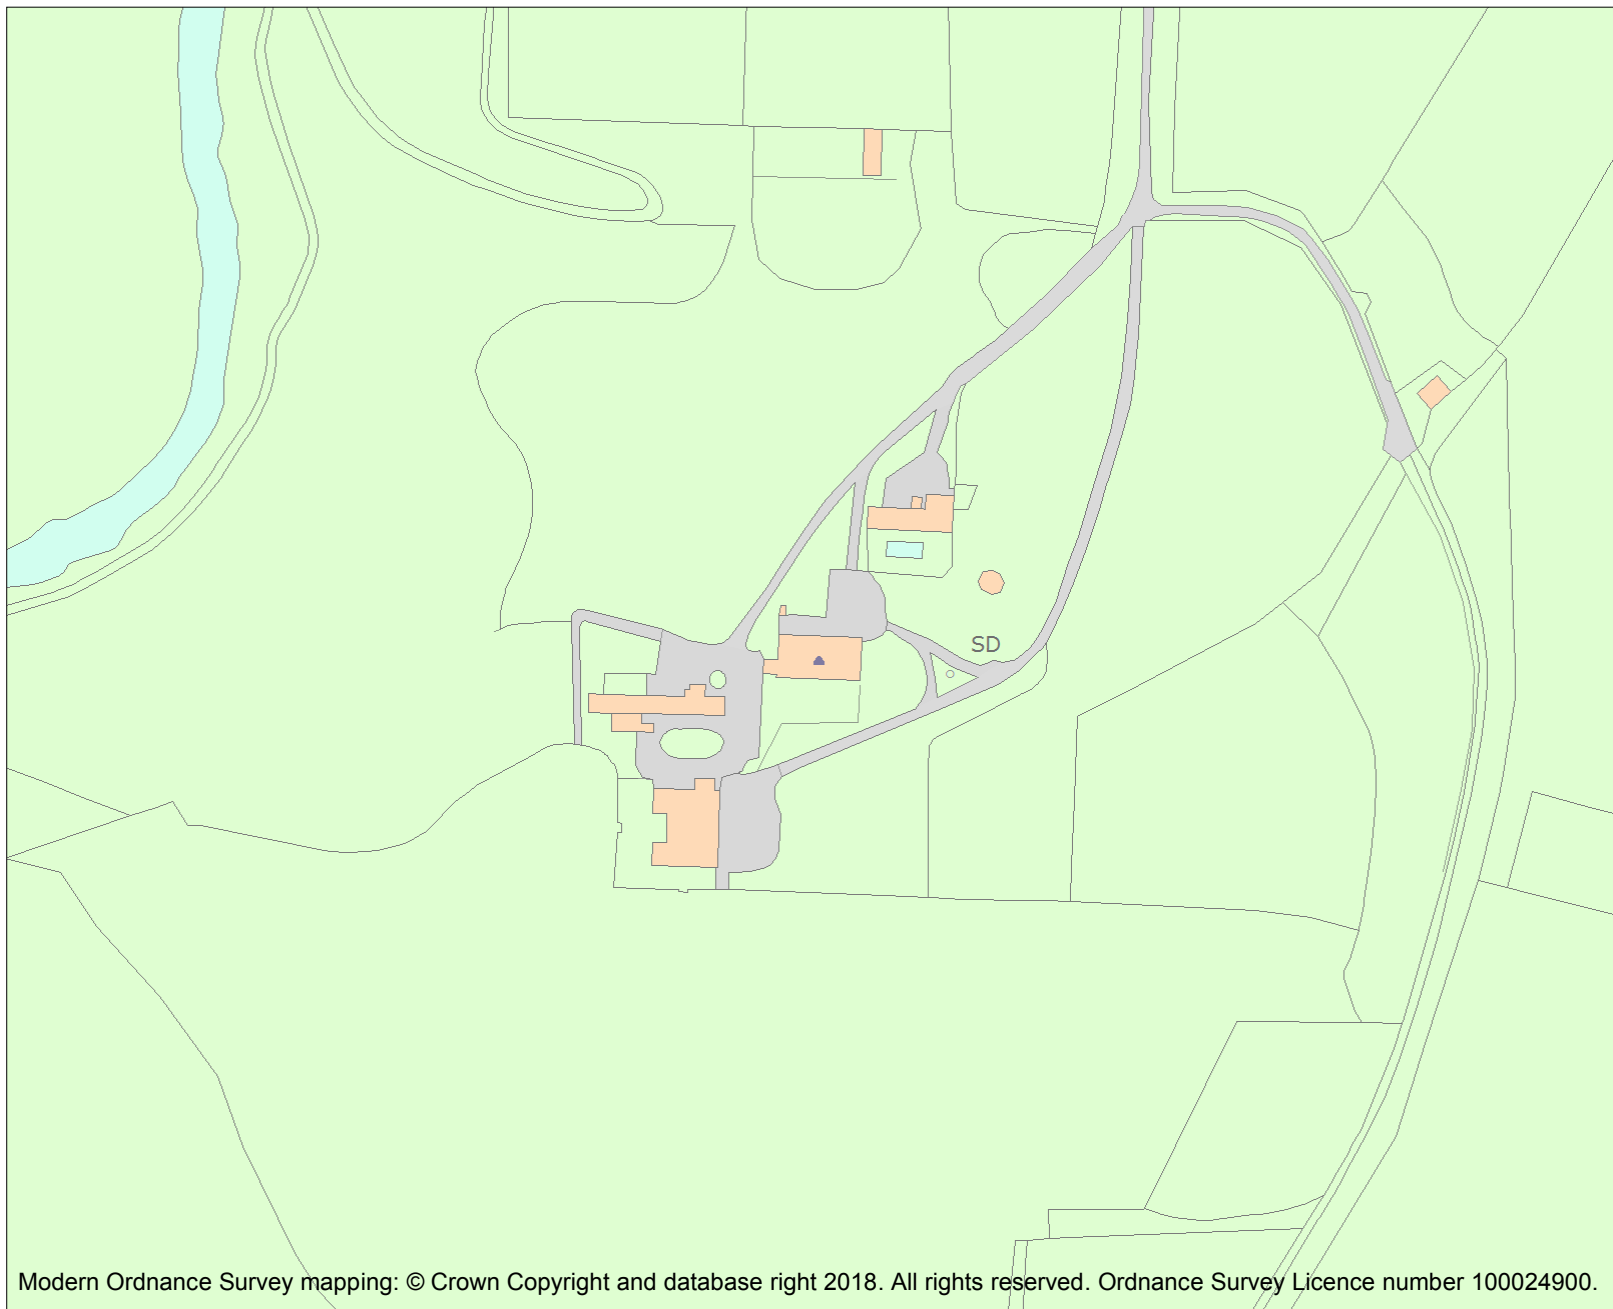 SD
Modern Ordnance Survey mapping: © Crown Copyright and database right 2018. All rights reserved. Ordnance Survey Licence number 100024900.